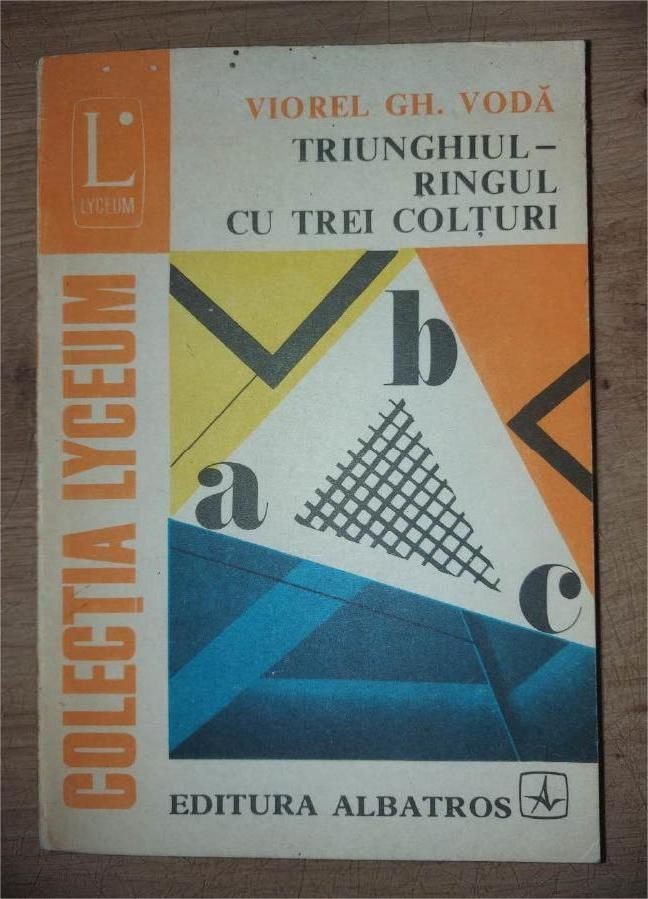 L
LYCEUM
VIOREL GH. VODĂ
TRIUNGHIUL–
RINGUL
CU TREI COLȚURI
COLECȚIA LYCEUM
b
a
c
EDITURA ALBATROS